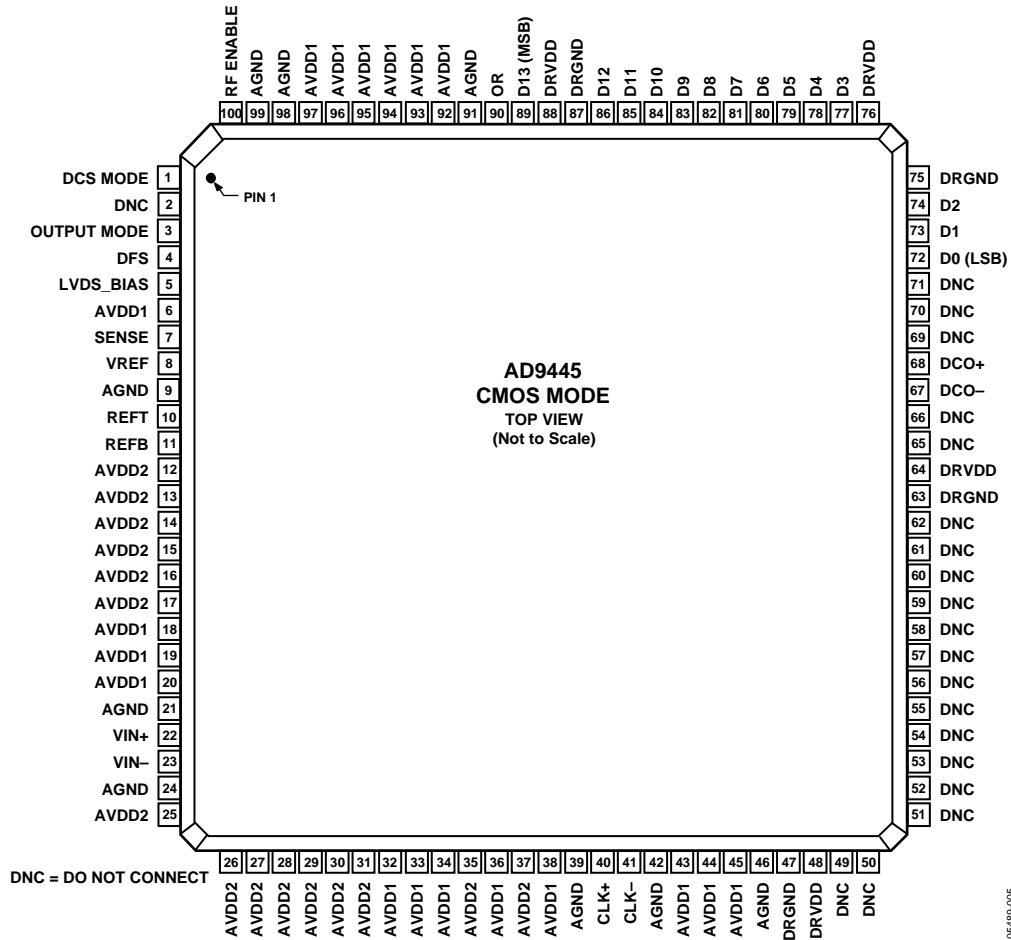 RF ENABLE
AGND
AGND
AVDD1
AVDD1
AVDD1
AVDD1
AVDD1
AVDD1
AGND
OR
D13 (MSB)
DRVDD
DRGND
D12
D11
D10
D9
D8
D7
D6
D5
D4
D3
DRVDD
100 99 98 97 96 95 94 93 92 91 90 89 88 87 86 85 84 83 82 81 80 79 78 77 76
DCS MODE 1
DNC 2
OUTPUT MODE 3
DFS 4
LVDS_BIAS 5
AVDD1 6
SENSE 7
VREF 8
AGND 9
REFT 10
REFB 11
AVDD2 12
AVDD2 13
AVDD2 14
AVDD2 15
AVDD2 16
AVDD2 17
AVDD1 18
AVDD1 19
AVDD1 20
AGND 21
VIN+ 22
VIN– 23
AGND 24
AVDD2 25
PIN 1
AD9445
CMOS MODE
TOP VIEW
(Not to Scale)
75 DRGND
74 D2
73 D1
72 D0 (LSB)
71 DNC
70 DNC
69 DNC
68 DCO+
67 DCO–
66 DNC
65 DNC
64 DRVDD
63 DRGND
62 DNC
61 DNC
60 DNC
59 DNC
58 DNC
57 DNC
56 DNC
55 DNC
54 DNC
53 DNC
52 DNC
51 DNC
26 27 28 29 30 31 32 33 34 35 36 37 38 39 40 41 42 43 44 45 46 47 48 49 50
AVDD2
AVDD2
AVDD2
AVDD2
AVDD2
AVDD2
AVDD1
AVDD1
AVDD1
AVDD2
AVDD1
AVDD2
AVDD1
AGND
CLK+
CLK–
AGND
AVDD1
AVDD1
AVDD1
AGND
DRGND
DRVDD
DNC
DNC
DNC = DO NOT CONNECT
05489-005